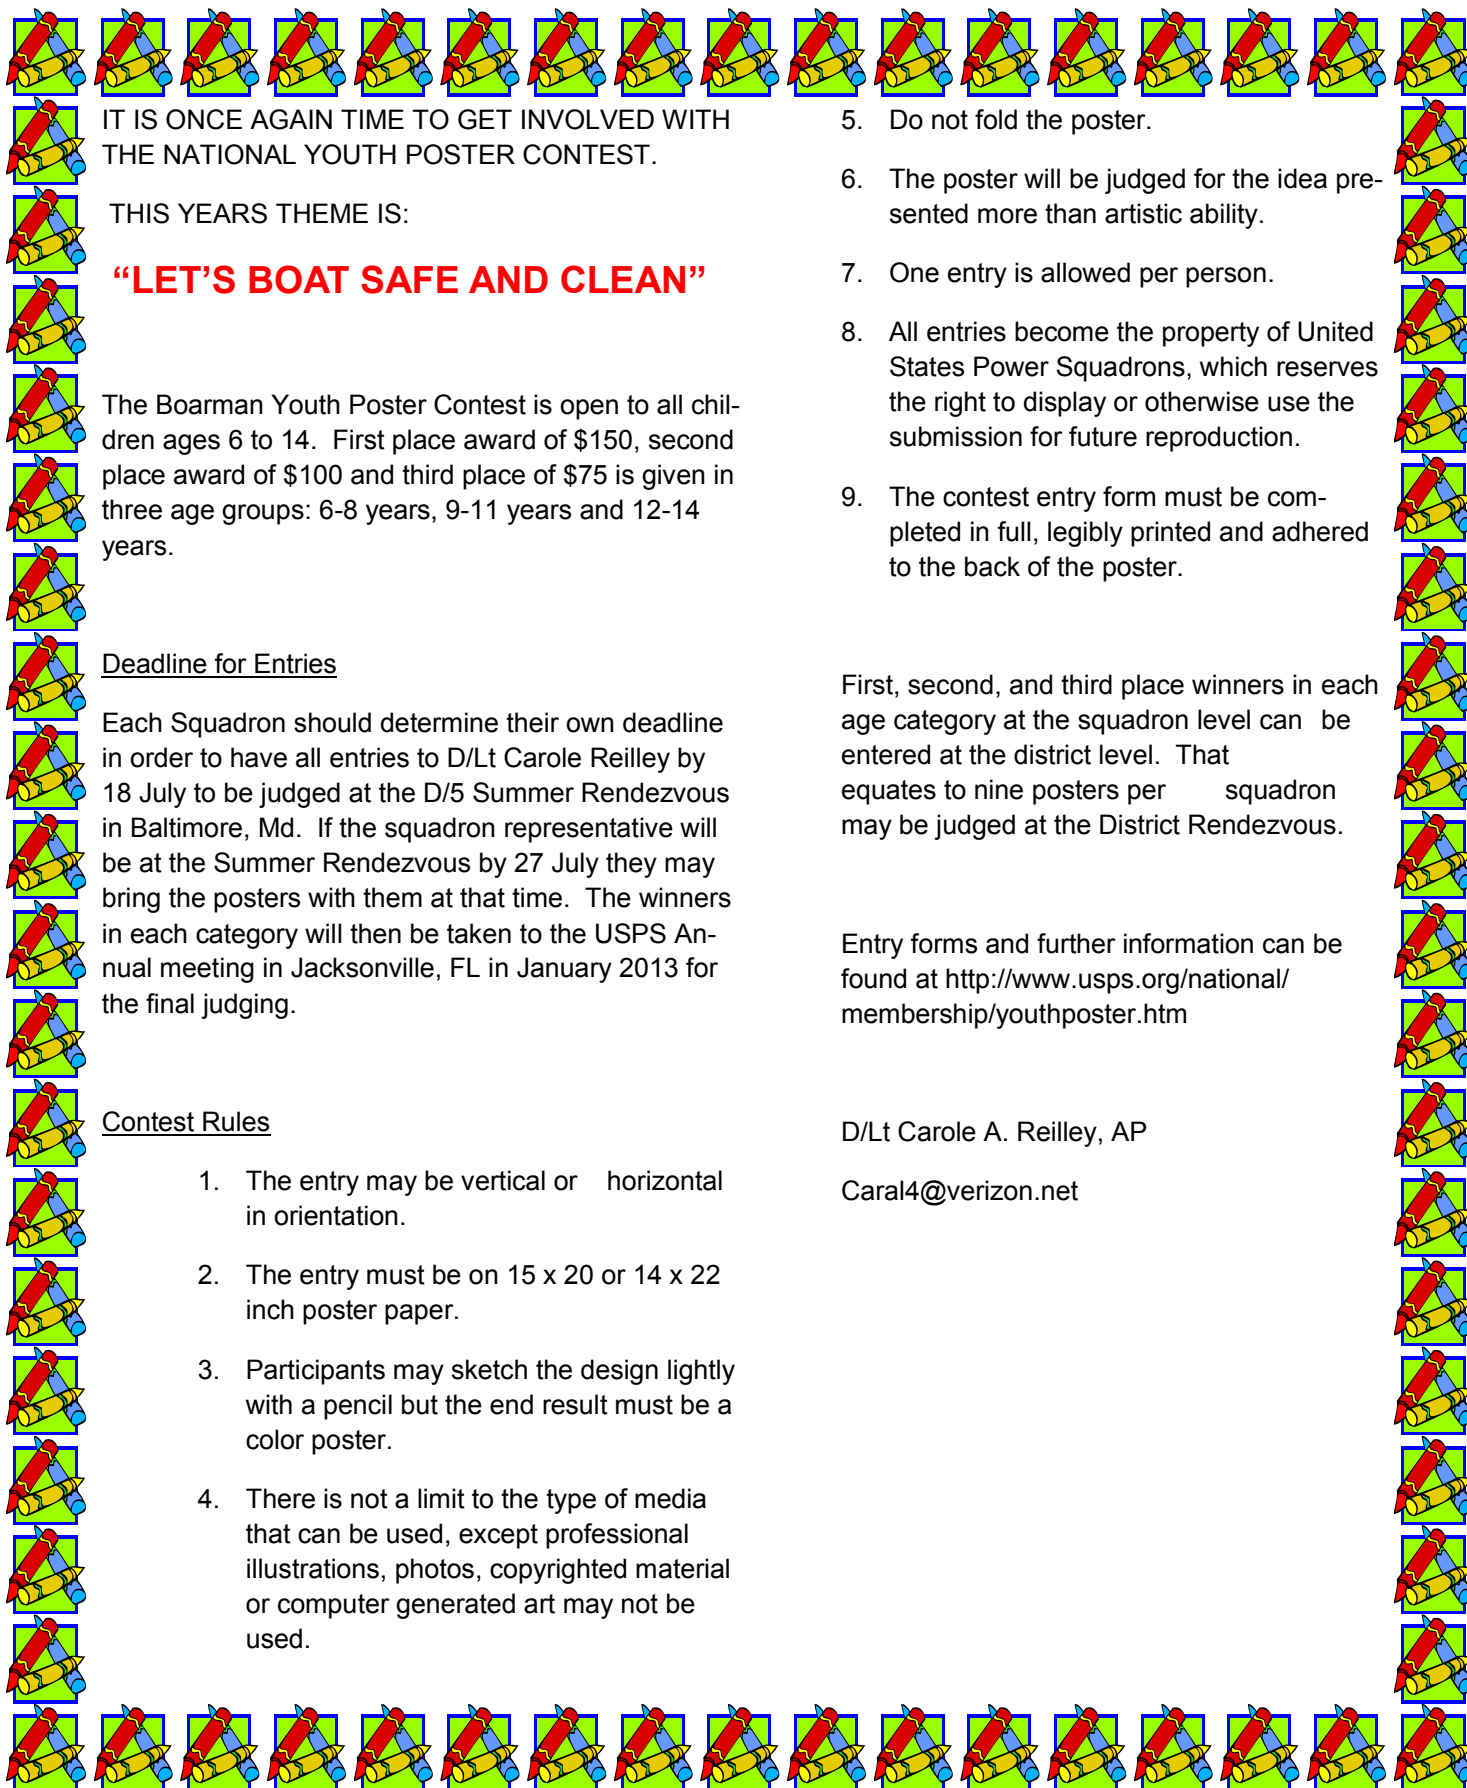 IT IS ONCE AGAIN TIME TO GET INVOLVED WITH
THE NATIONAL YOUTH POSTER CONTEST.
THIS YEARS THEME IS:
“LET’S BOAT SAFE AND CLEAN”
The Boarman Youth Poster Contest is open to all chil-
dren ages 6 to 14.  First place award of $150, second
place award of $100 and third place of $75 is given in
three age groups: 6-8 years, 9-11 years and 12-14
years.
Deadline for Entries
Each Squadron should determine their own deadline
in order to have all entries to D/Lt Carole Reilley by
18 July to be judged at the D/5 Summer Rendezvous
in Baltimore, Md.  If the squadron representative will
be at the Summer Rendezvous by 27 July they may
bring the posters with them at that time.  The winners
in each category will then be taken to the USPS An-
nual meeting in Jacksonville, FL in January 2013 for
the final judging.
Contest Rules
1. The entry may be vertical or horizontal
in orientation.
2. The entry must be on 15 x 20 or 14 x 22
inch poster paper.
3. Participants may sketch the design lightly
with a pencil but the end result must be a
color poster.
4. There is not a limit to the type of media
that can be used, except professional
illustrations, photos, copyrighted material
or computer generated art may not be
used.
5. Do not fold the poster.
6. The poster will be judged for the idea pre-
sented more than artistic ability.
7. One entry is allowed per person.
8. All entries become the property of United
States Power Squadrons, which reserves
the right to display or otherwise use the
submission for future reproduction.
9. The contest entry form must be com-
pleted in full, legibly printed and adhered
to the back of the poster.
First, second, and third place winners in each
age category at the squadron level can be
entered at the district level.  That
equates to nine posters per squadron
may be judged at the District Rendezvous.
Entry forms and further information can be
found at http://www.usps.org/national/
membership/youthposter.htm
D/Lt Carole A. Reilley, AP
Caral4@verizon.net